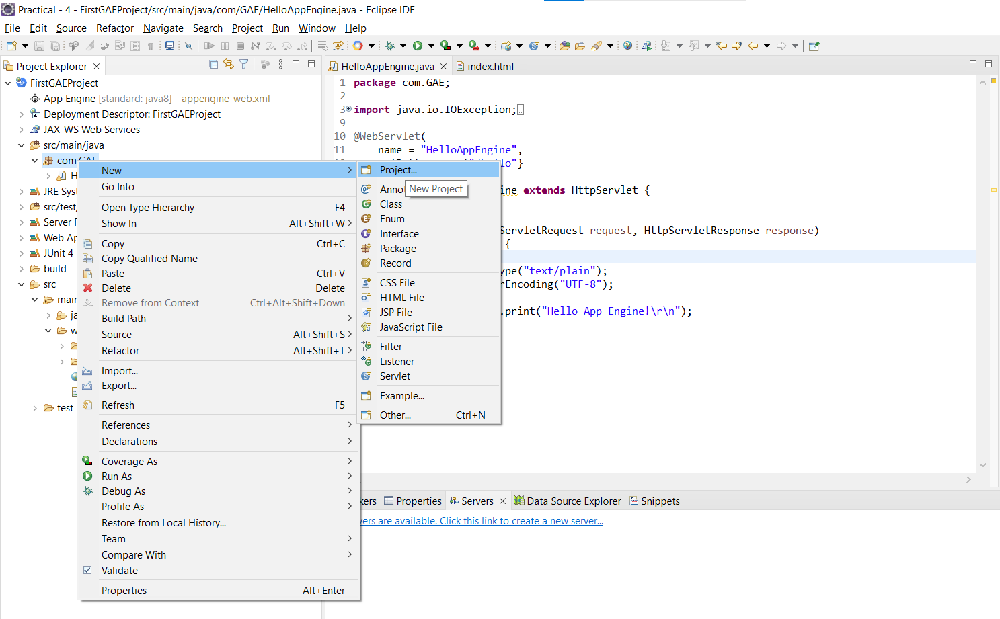 Practical - 4 - FirstGAEProject/src/main/java/com/GAE/HelloAppEngine.java - Eclipse IDE
File Edit Source Refactor Navigate Search Project Run Window Help
Project Explorer
FirstGAEProject
App Engine [standard: java8] - appengine-web.xml
Deployment Descriptor: FirstGAEProject
JAX-WS Web Services
src/main/java
com.GAE
JRE Sys
src/test
Server
Web Ap
JUnit 4
build
src
main
test
New
Go Into
Open Type Hierarchy F4
Show In Alt+Shift+W
Copy Ctrl+C
Copy Qualified Name
Paste Ctrl+V
Delete Delete
Remove from Context Ctrl+Alt+Shift+Down
Build Path
Source Alt+Shift+S
Refactor Alt+Shift+T
Import...
Export...
Refresh F5
References
Declarations
Coverage As
Run As
Debug As
Profile As
Restore from Local History...
Team
Compare With
Validate
Properties Alt+Enter
Project...
Anno
New Project
Class
Enum
Interface
Package
Record
CSS File
HTML File
JSP File
JavaScript File
Filter
Listener
Servlet
Example...
Other... Ctrl+N
HelloAppEngine.java index.html
1 package com.GAE;
2
3 import java.io.IOException;
9
10 @WebServlet(
11 name = "HelloAppEngine",
llo"}
ine extends HttpServlet {
ServletRequest request, HttpServletResponse response)
{
ype("text/plain");
rEncoding("UTF-8");
.print("Hello App Engine!\r\n");
kers Properties Servers Data Source Explorer Snippets
vers are available. Click this link to create a new server...